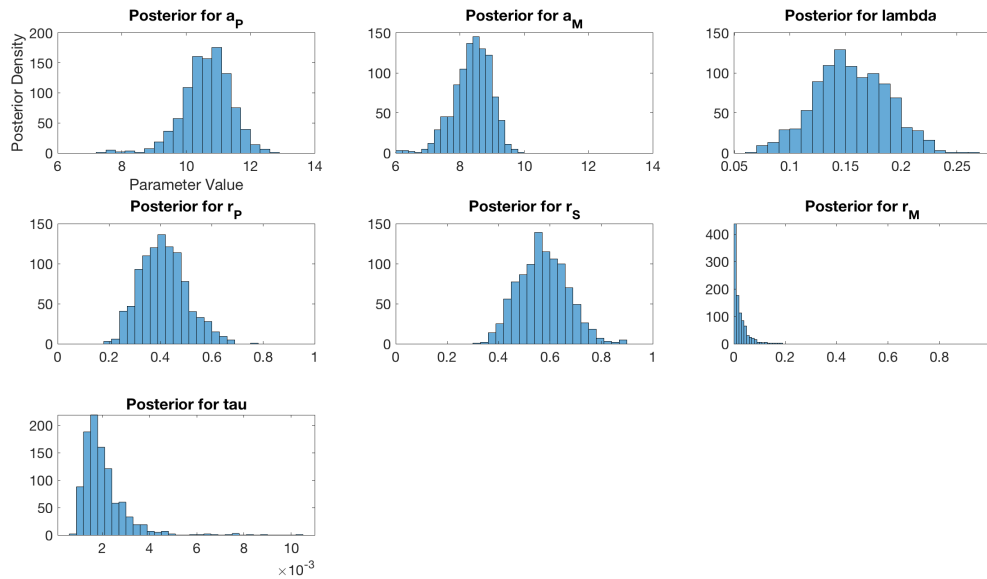 Posterior for a_P
Posterior Density
200
150
100
50
0
6 8 10 12 14
Parameter Value
Posterior for a_M
150
100
50
0
6 8 10 12 14
Posterior for lambda
150
100
50
0
0.05 0.1 0.15 0.2 0.25
Posterior for r_P
150
100
50
0
0 0.2 0.4 0.6 0.8 1
Posterior for r_S
150
100
50
0
0 0.2 0.4 0.6 0.8 1
Posterior for r_M
400
300
200
100
0
0 0.2 0.4 0.6 0.8
Posterior for tau
200
150
100
50
0
2 4 6 8 10
×10^-3